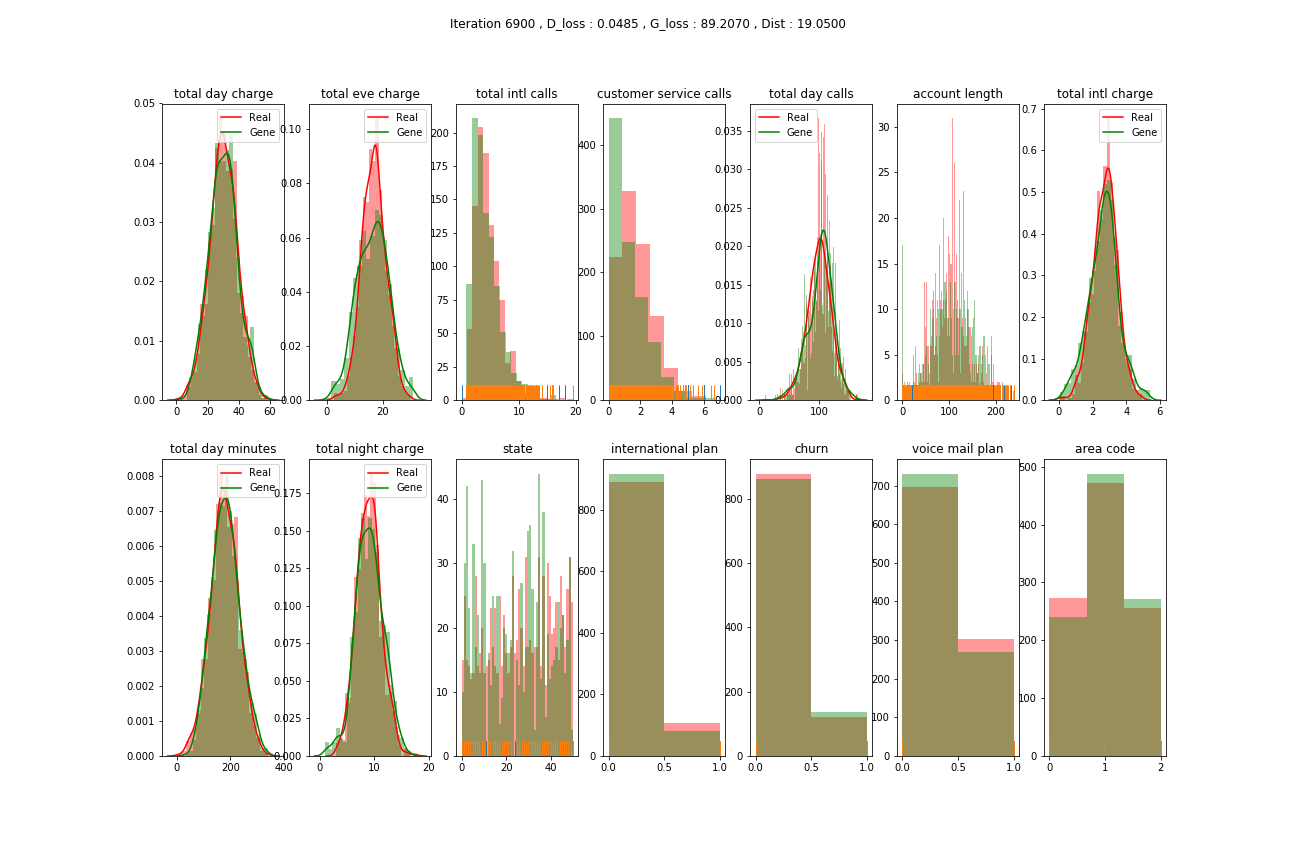 Iteration 6900 , D_loss : 0.0485 , G_loss : 89.2070 , Dist : 19.0500
total day charge total eve charge total intl calls customer service calls total day calls account length total intl charge
Real Real Real Real
Gene Gene Gene Gene
0.05 0.04 0.03 0.02 0.01 0.00
0 20 40 60
0.10 0.08 0.06 0.04 0.02 0.00
0 20
200 175 150 125 100 75 50 25 0
0 10 20
400 300 200 100 0
0 2 4 6
0.035 0.030 0.025 0.020 0.015 0.010 0.005 0.000
0 100
30 25 20 15 10 5 0
0 100 200
0.7 0.6 0.5 0.4 0.3 0.2 0.1 0.0
0 2 4 6
total day minutes total night charge state international plan churn voice mail plan area code
Real Real
Gene Gene
0.008 0.007 0.006 0.005 0.004 0.003 0.002 0.001 0.000
0 200 400
0.175 0.150 0.125 0.100 0.075 0.050 0.025 0.000
0 10 20
40 30 20 10 0
0 20 40
800 600 400 200 0
0.0 0.5 1.0
800 600 400 200 0
0.0 0.5 1.0
700 600 500 400 300 200 100 0
0.0 0.5 1.0
500 400 300 200 100 0
0 1 2